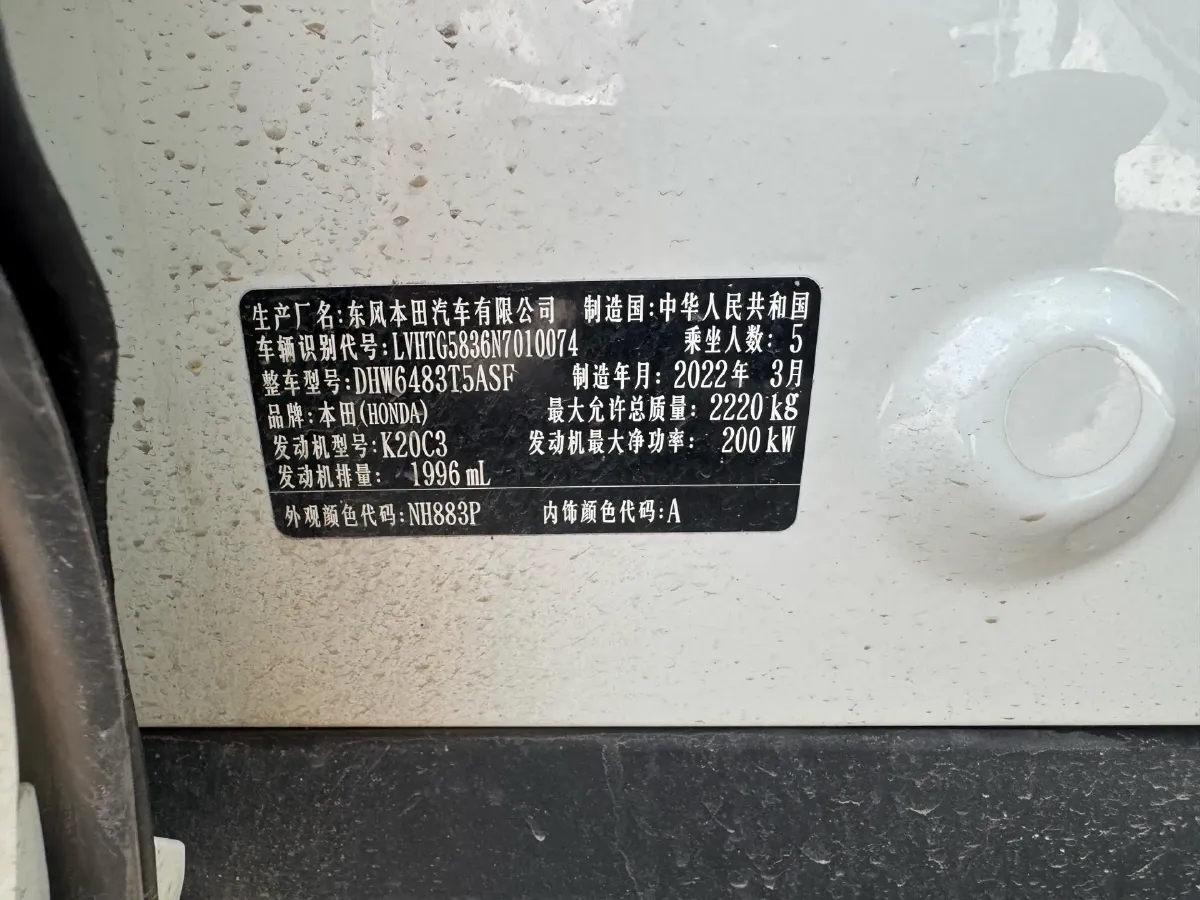 生产厂名:东风本田汽车有限公司 制造国:中华人民共和国
车辆识别代号:LVHTG5836N7010074 乘坐人数: 5
整车型号:DHW6483T5ASF 制造年月: 2022年 3月
品牌:本田(HONDA) 最大允许总质量: 2220 kg
发动机型号:K20C3 发动机最大净功率: 200 kW
发动机排量: 1996 mL
外观颜色代码:NH883P 内饰颜色代码:A